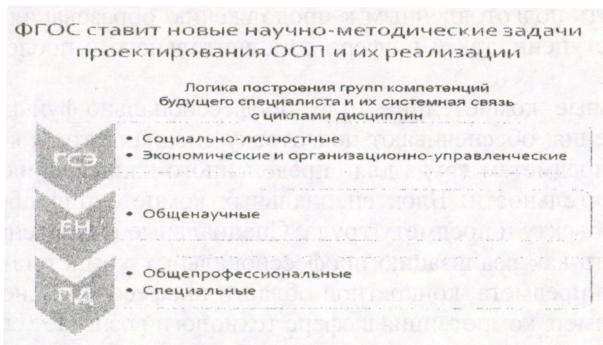 ФГОС ставит новые научно-методические задачи
проектирования ООП и их реализации
Логика построения групп компетенций
будущего специалиста и их системная связь
с циклами дисциплин
ГСЭ
• Социально-личностные
• Экономические и организационно-управленческие
ЕН
• Общенаучные
ПД
• Общепрофессиональные
• Специальные